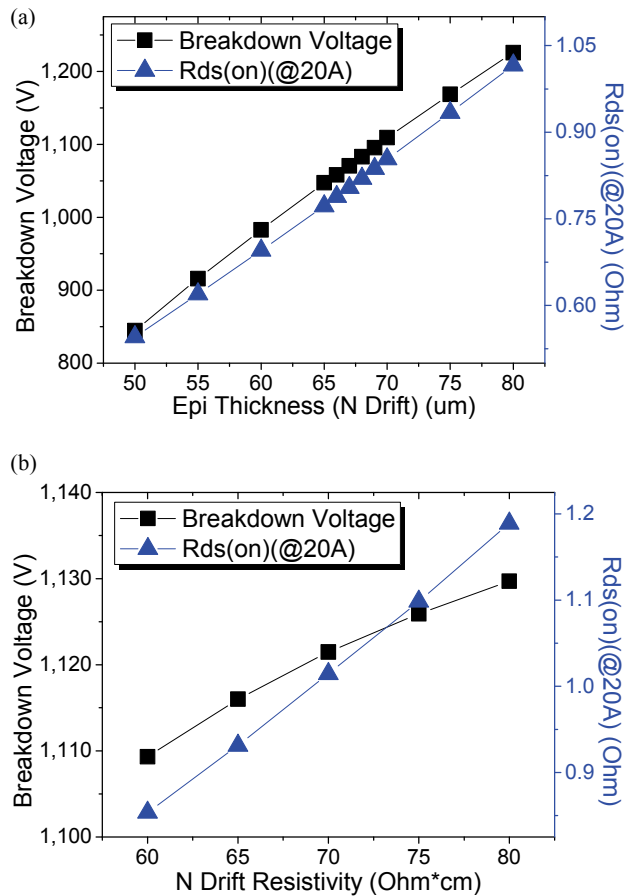 (a)
Breakdown Voltage
Rds(on)(@20A)
1,200
1,100
1,000
900
800
Breakdown Voltage (V)
1.05
0.90
0.75
0.60
Rds(on)(@20A) (Ohm)
50 55 60 65 70 75 80
Epi Thickness (N Drift) (um)
(b)
Breakdown Voltage
Rds(on)(@20A)
1,140
1,130
1,120
1,110
1,100
Breakdown Voltage (V)
1.2
1.1
1.0
0.9
Rds(on)(@20A) (Ohm)
60 65 70 75 80
N Drift Resistivity (Ohm*cm)